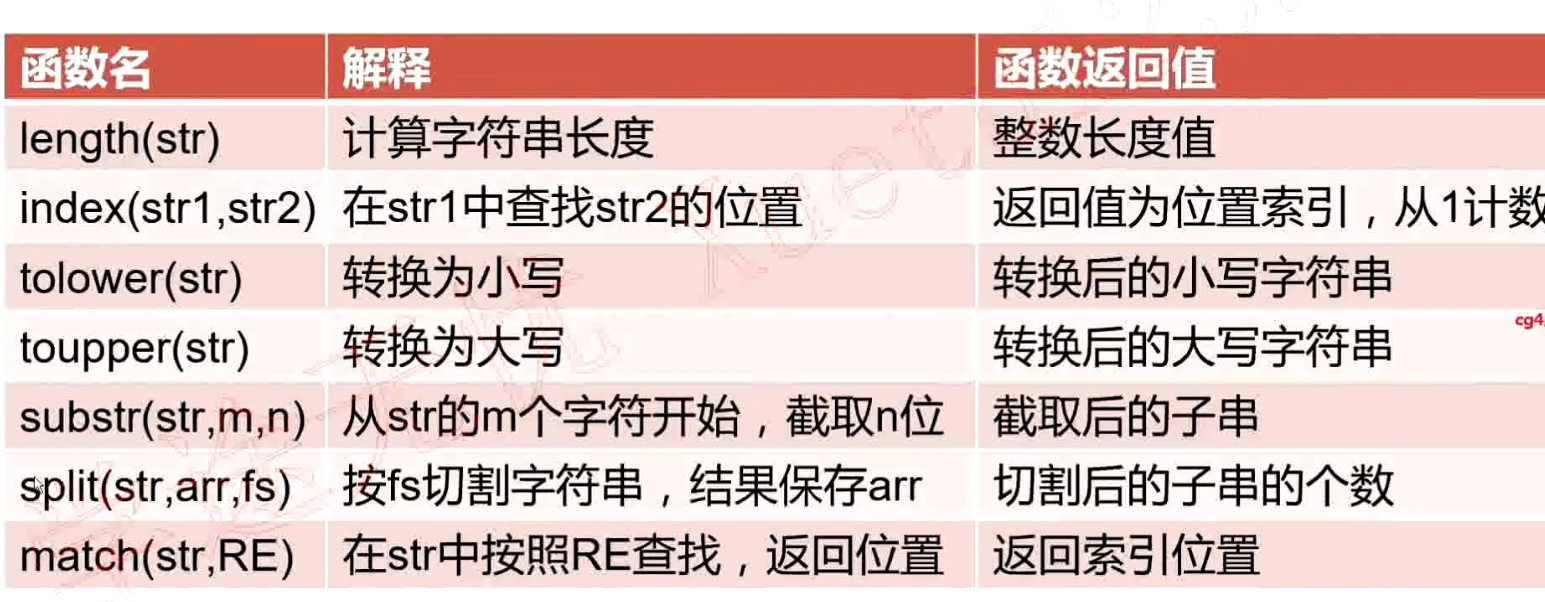 函数名 解释 函数返回值
length(str) 计算字符串长度 整数长度值
index(str1,str2) 在str1中查找str2的位置 返回值为位置索引，从1计数
tolower(str) 转换为小写 转换后的小写字符串
toupper(str) 转换为大写 转换后的大写字符串
cg4
substr(str,m,n) 从str的m个字符开始，截取n位 截取后的子串
split(str,arr,fs) 按fs切割字符串，结果保存arr 切割后的子串的个数
match(str,RE) 在str中按照RE查找，返回位置 返回索引位置